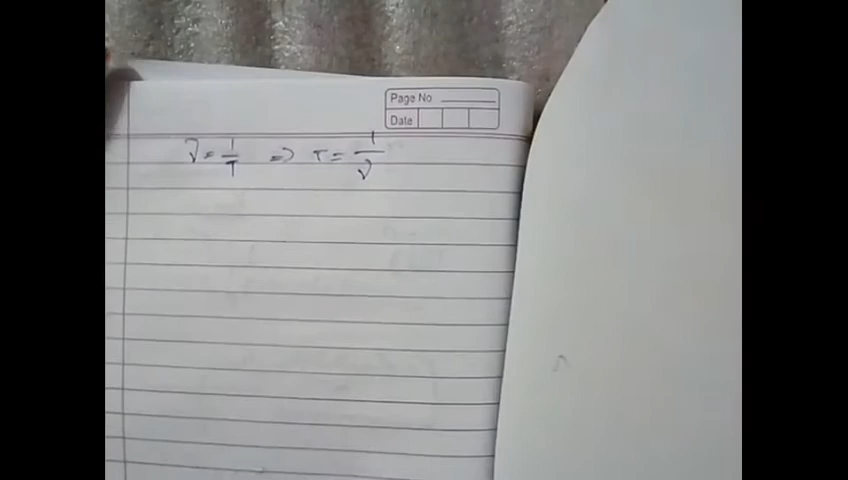 Page No
Date
ν = 1/T ⇒ T = 1/ν